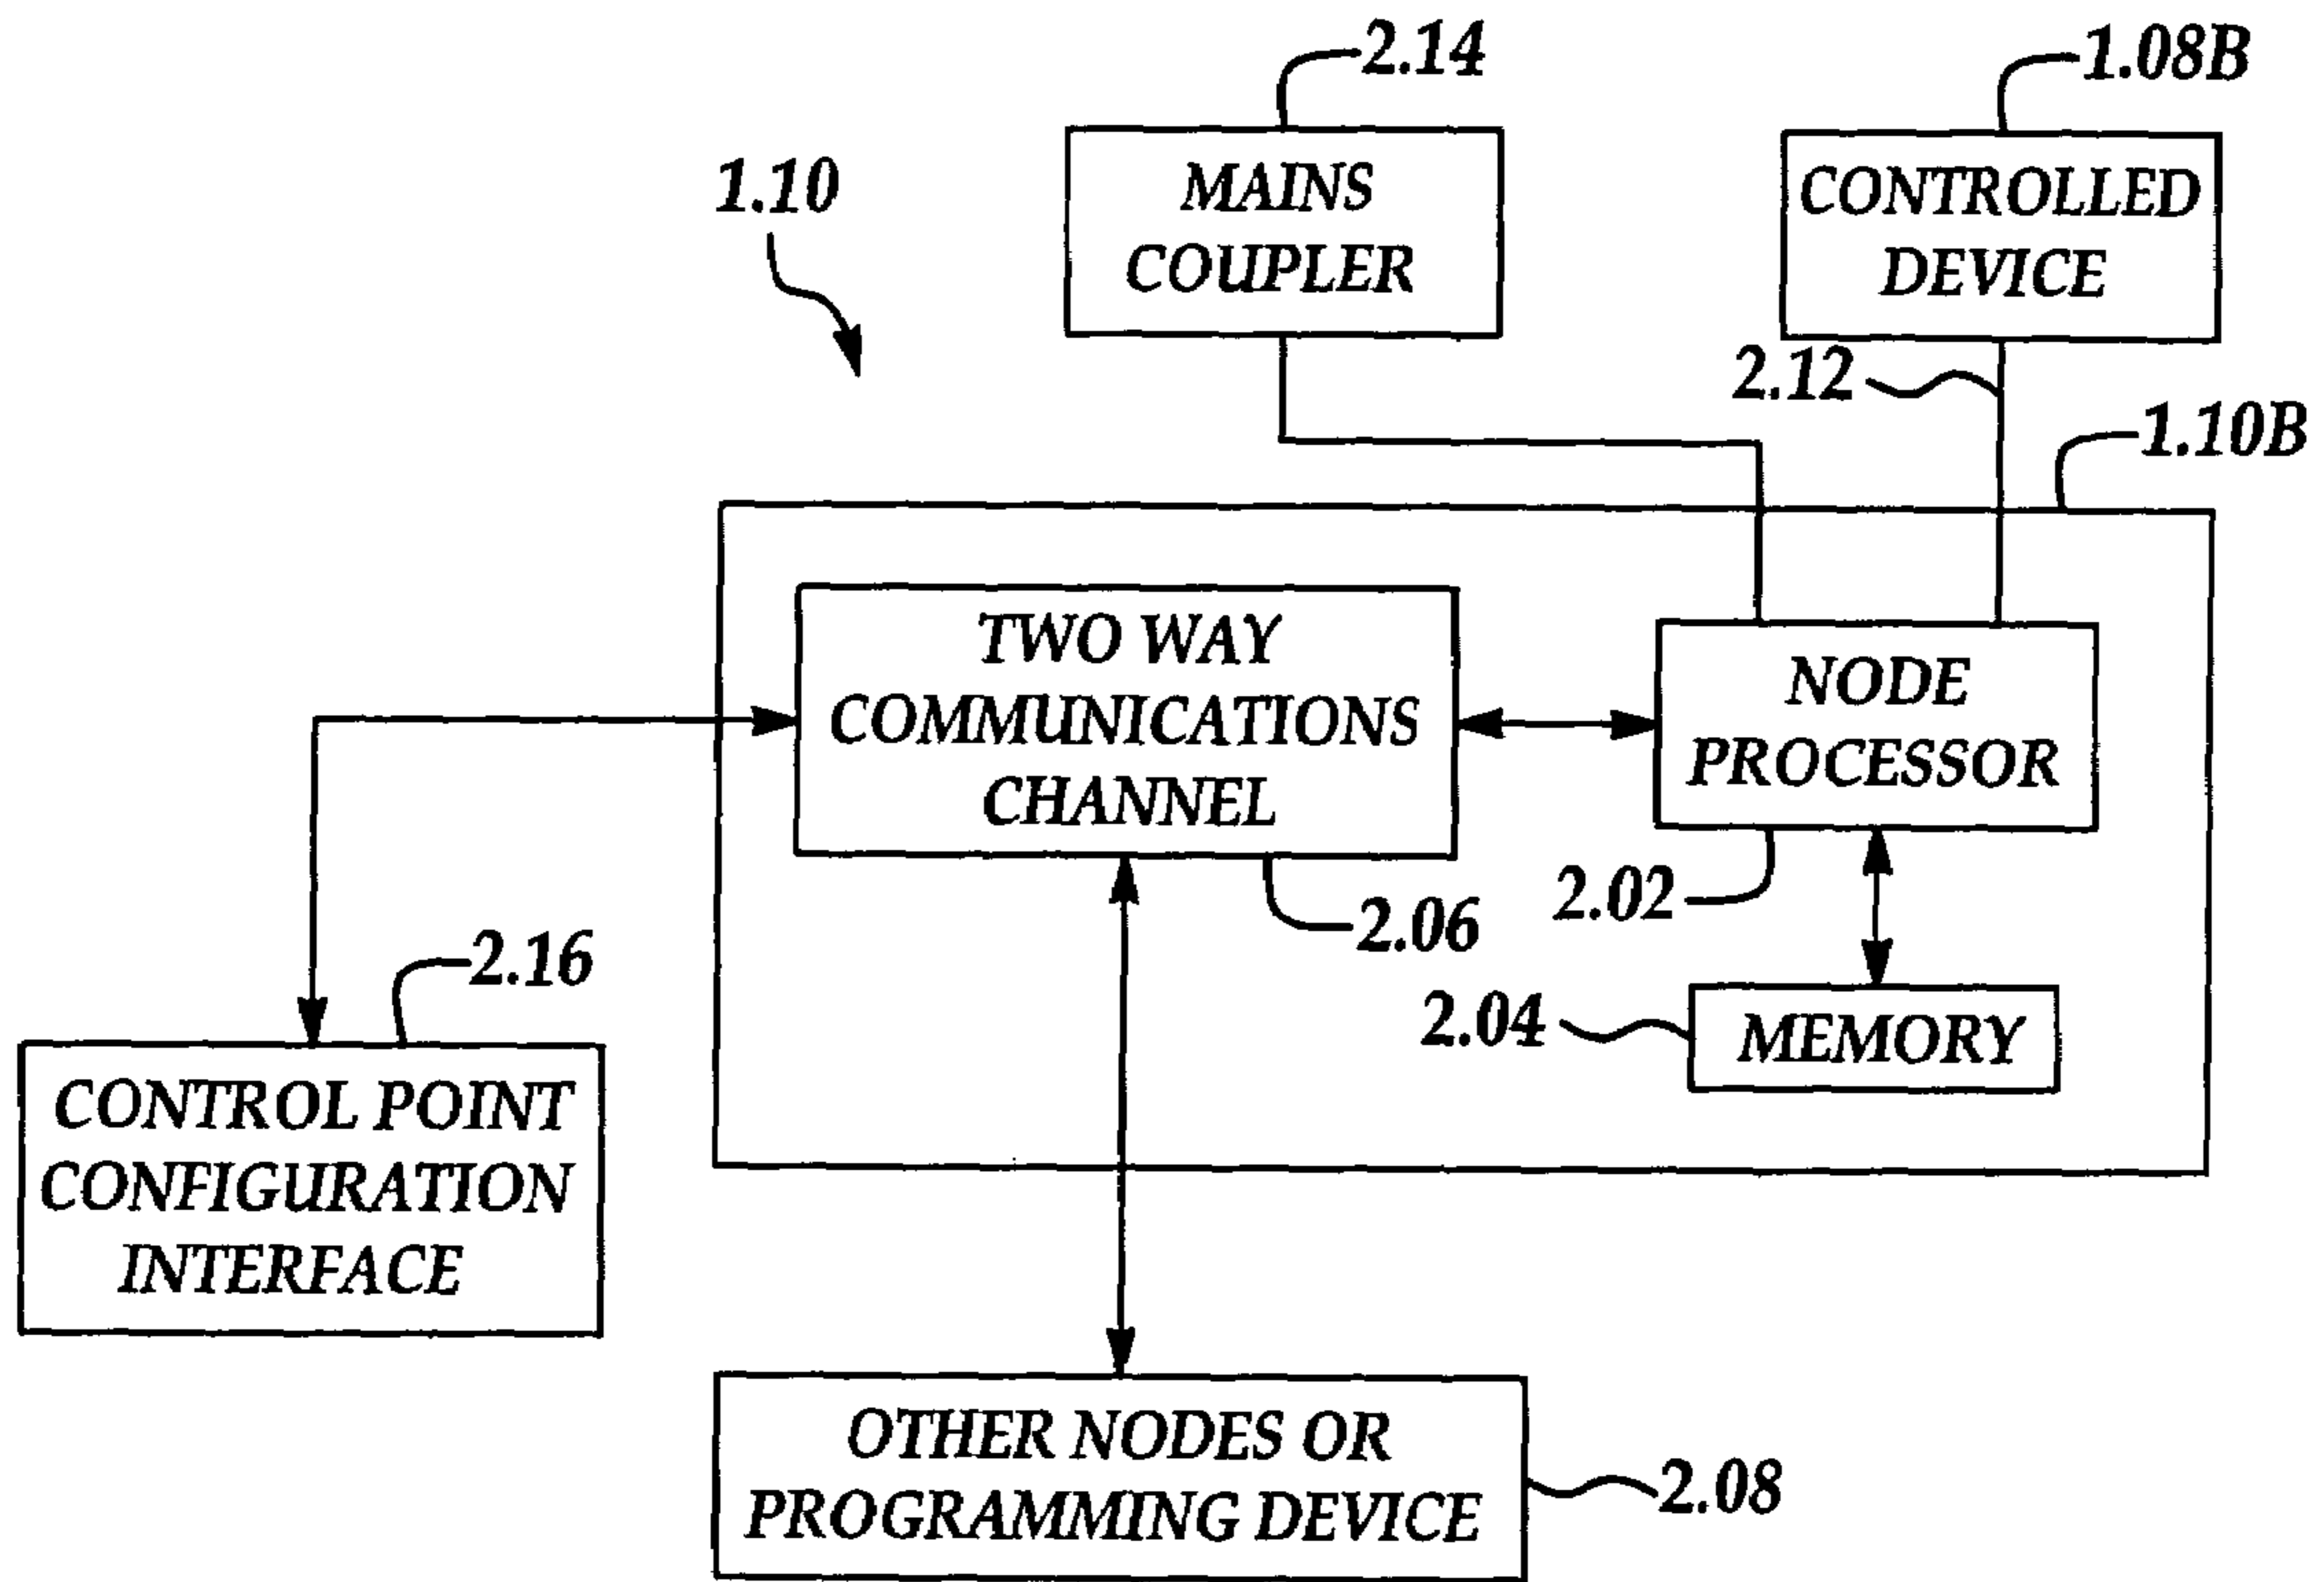 2.14
1.08B
1.10
MAINS
COUPLER
CONTROLLED
DEVICE
2.12
1.10B
TWO WAY
COMMUNICATIONS
CHANNEL
NODE
PROCESSOR
2.02
2.06
2.16
2.04
MEMORY
CONTROL POINT
CONFIGURATION
INTERFACE
OTHER NODES OR
PROGRAMMING DEVICE
2.08